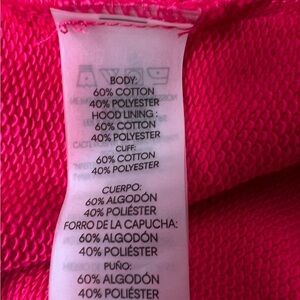 BODY:
60% COTTON
40% POLYESTER
HOOD LINING :
60% COTTON
40% POLYESTER
CUFF:
60% COTTON
40% POLYESTER
CUERPO:
60% ALGODÓN
40% POLIÉSTER
FORRO DE LA CAPUCHA:
60% ALGODÓN
40% POLIÉSTER
PUÑO:
60% ALGODÓN
40% POLIÉSTER